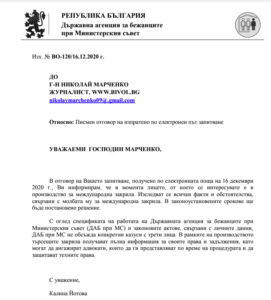 РЕПУБЛИКА БЪЛГАРИЯ
Държавна агенция за бежанците
при Министерския съвет
Изх. № ВО-120/16.12.2020 г.
ДО
Г-Н НИКОЛАЙ МАРЧЕНКО
ЖУРНАЛИСТ, WWW.BIVOL.BG
nikolaymarchenko09@.gmail.com
Относно: Писмен отговор на изпратено по електронен път запитване
УВАЖАЕМИ ГОСПОДИН МАРЧЕНКО,
В отговор на Вашето запитване, получено по електронната поща на 16 декември
2020 г., Ви информирам, че в момента лицето, от което се интересувате е в
производство за международна закрила. Изследват се всички факти и обстоятелства,
свързани с молбата му за международна закрила. В законоустановените срокове ще
бъде постановено решение.
С оглед спецификата на работата на Държавната агенция за бежанците при
Министерския съвет (ДАБ при МС) и законовите актове, свързани с личните данни,
ДАБ при МС не обсъжда конкретни казуси с трети лица. В рамките на производството
търсещите закрила получават пълна информация за своите права и задължения, като
могат да ангажират адвокати, които да ги представляват по време на процедурата и да
защитават техните права.
С уважение,
Калина Йотова